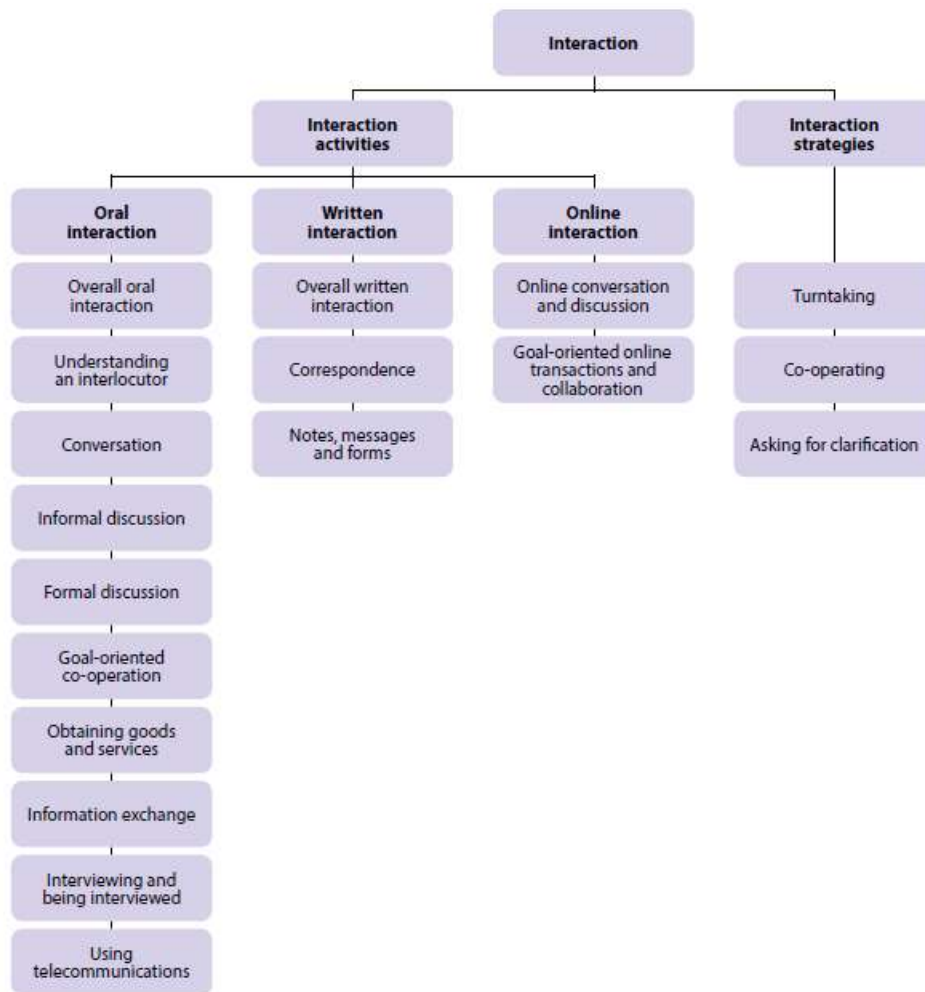 Interaction
Interaction
activities
Interaction
strategies
Oral
interaction
Written
interaction
Online
interaction
Overall oral
interaction
Overall written
interaction
Online conversation
and discussion
Turntaking
Understanding
an interlocutor
Correspondence
Goal-oriented online
transactions and
collaboration
Co-operating
Conversation
Notes, messages
and forms
Asking for clarification
Informal discussion
Formal discussion
Goal-oriented
co-operation
Obtaining goods
and services
Information exchange
Interviewing and
being interviewed
Using
telecommunications